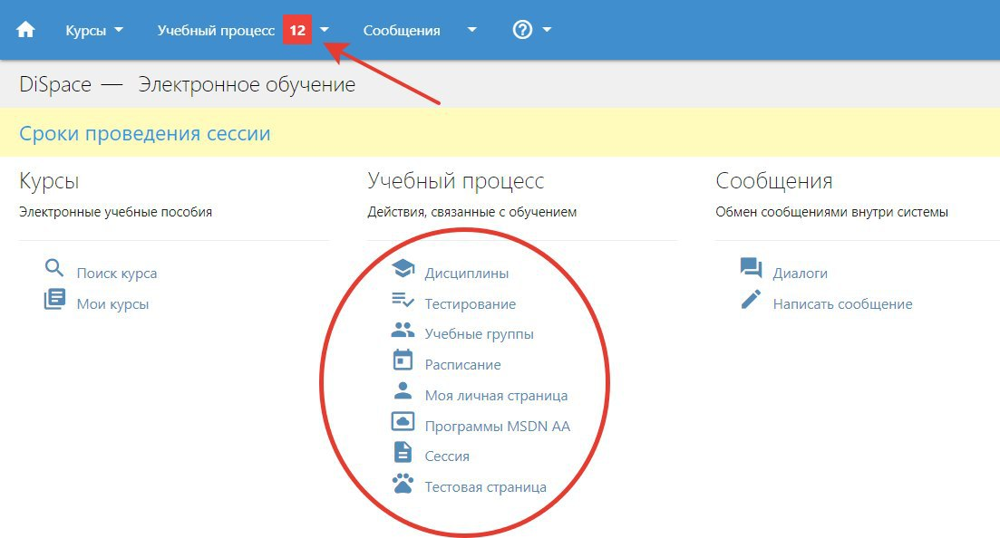 Курсы Учебный процесс 12 Сообщения ?
DiSpace — Электронное обучение
Сроки проведения сессии
Курсы
Электронные учебные пособия
Поиск курса
Мои курсы
Учебный процесс
Действия, связанные с обучением
Дисциплины
Тестирование
Учебные группы
Расписание
Моя личная страница
Программы MSDN AA
Сессия
Тестовая страница
Сообщения
Обмен сообщениями внутри системы
Диалоги
Написать сообщение